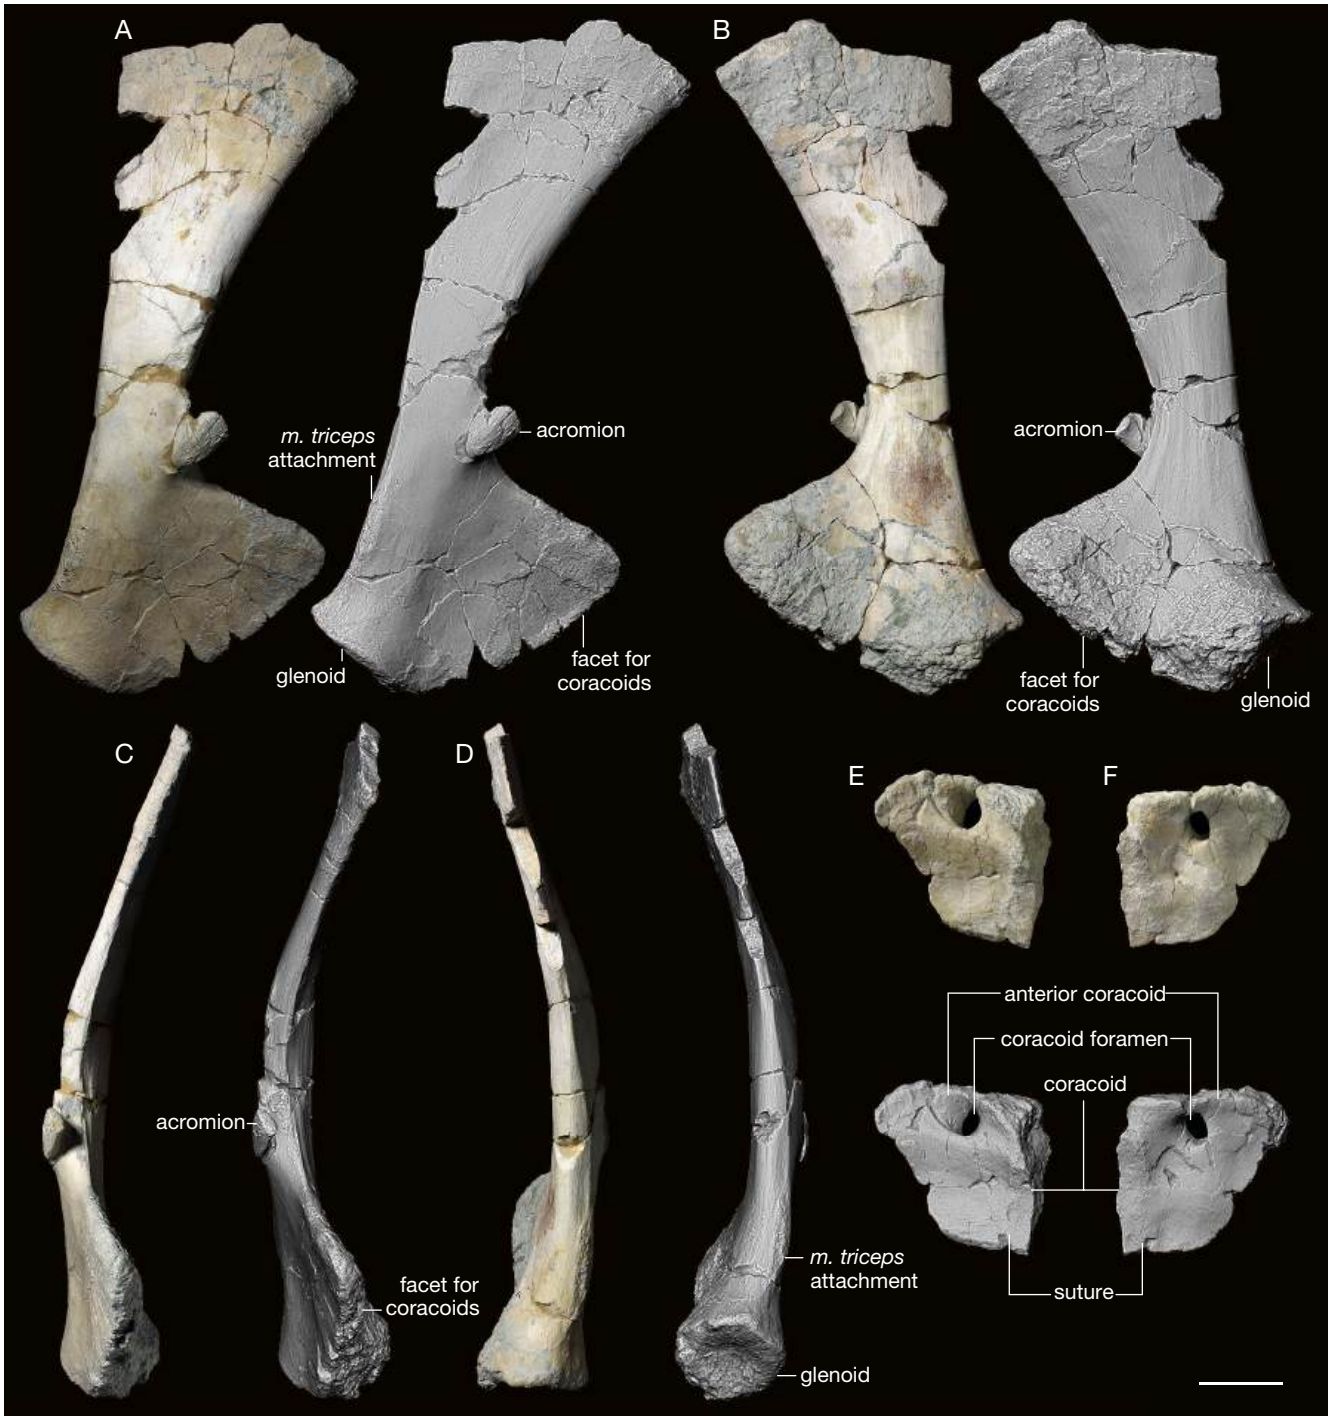 A
B
m. triceps
attachment
acromion
acromion
glenoid
facet for
coracoids
facet for
coracoids
glenoid
C
D
E
F
anterior coracoid
coracoid foramen
coracoid
acromion
facet for
coracoids
m. triceps
attachment
suture
glenoid